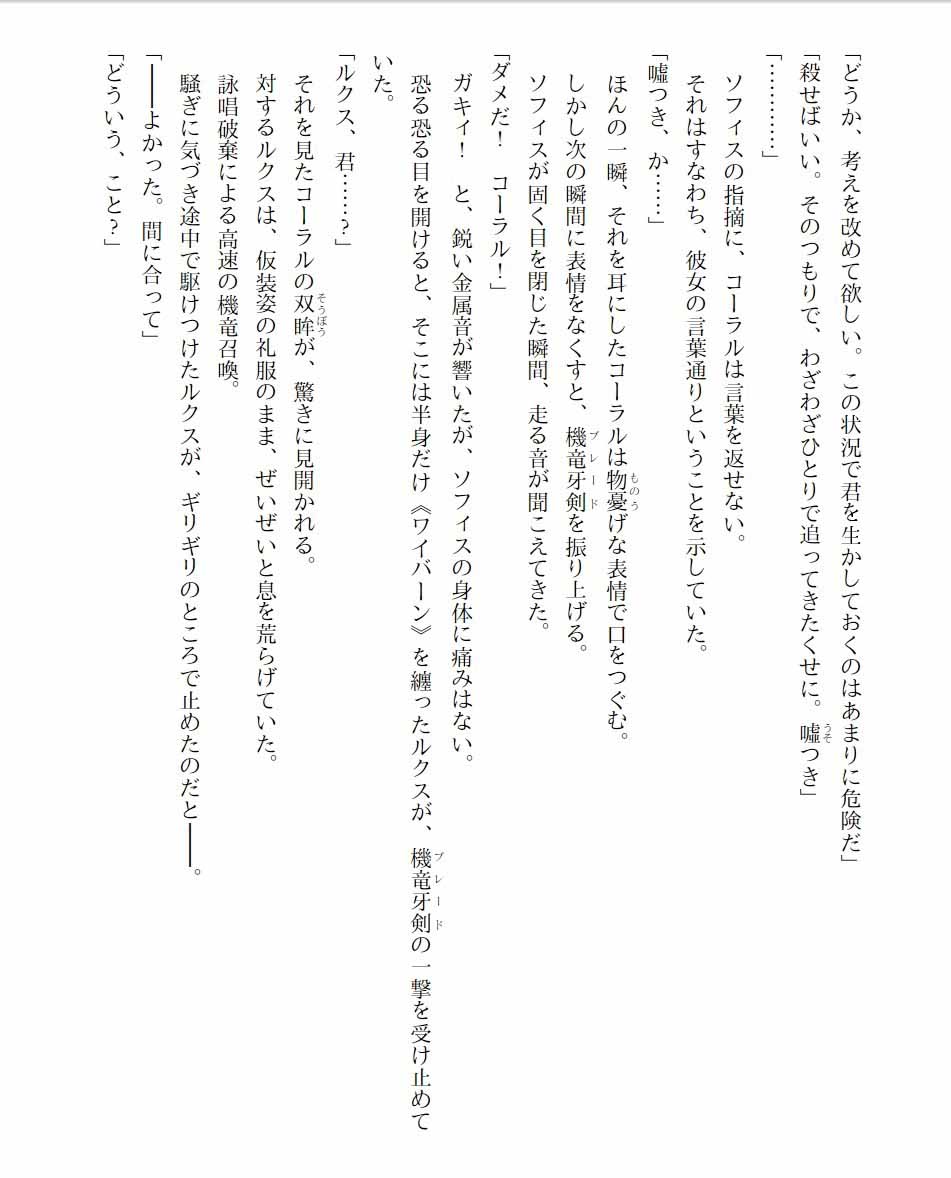 「どうか、考えを改めて欲しい。この状況で君を生かしておくのはあまりに危険だ」
「殺せばいい。そのつもりで、わざわざひとりで追ってきたくせに。嘘つき」
うそ
「…………」
ソフィスの指摘に、コーラルは言葉を返せない。
それはすなわち、彼女の言葉通りということを示していた。
「嘘つき、か……」
ほんの一瞬、それを耳にしたコーラルは物憂げな表情で口をつぐむ。
ものう
しかし次の瞬間に表情をなくすと、機竜牙剣を振り上げる。
ブレード
ソフィスが固く目を閉じた瞬間、走る音が聞こえてきた。
「ダメだ！　コーラル！」
ガキィ！　と、鋭い金属音が響いたが、ソフィスの身体に痛みはない。
恐る恐る目を開けると、そこには半身だけ《ワイバーン》を纏ったルクスが、機竜牙剣の一撃を受け止めて
ブレード
いた。
「ルクス、君……？」
それを見たコーラルの双眸が、驚きに見開かれる。
そうぼう
対するルクスは、仮装姿の礼服のまま、ぜいぜいと息を荒らげていた。
詠唱破棄による高速の機竜召喚。
騒ぎに気づき途中で駆けつけたルクスが、ギリギリのところで止めたのだと――。
「――よかった。間に合って」
「どういう、こと？」